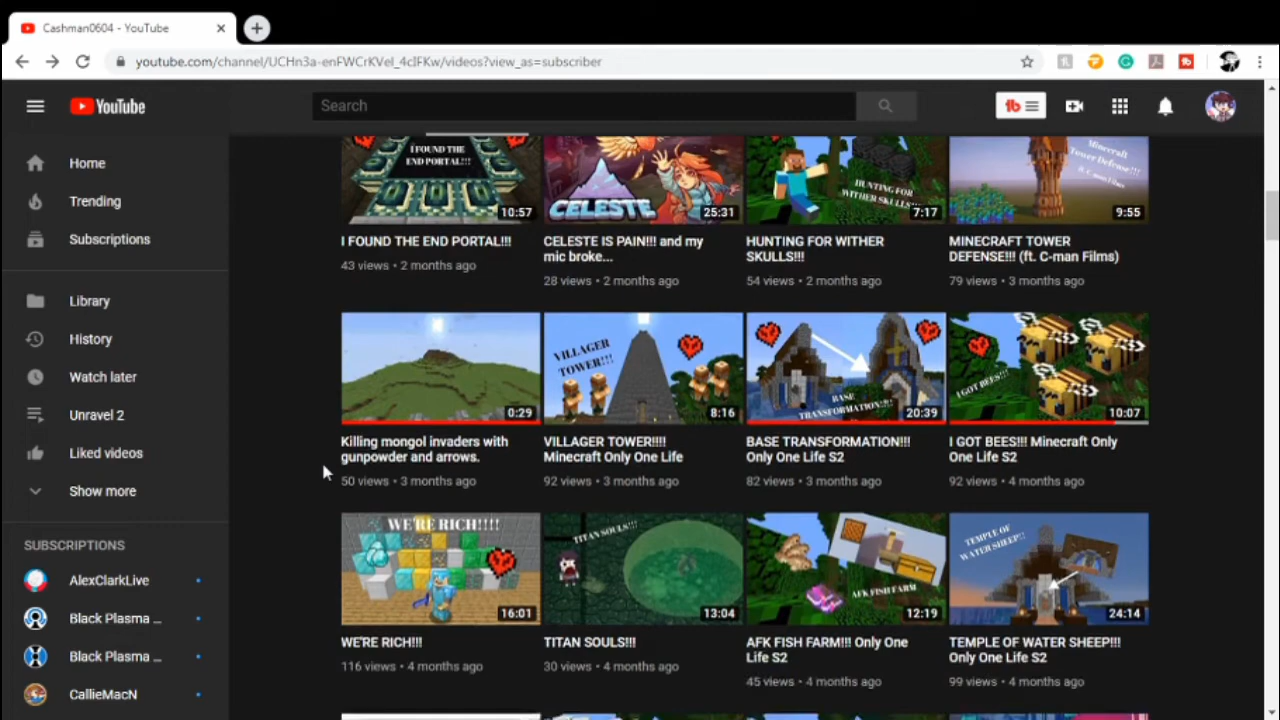 Cashman0604 - YouTube
youtube.com/channel/UCHn3a-enFWCrKVeI_4cIFKw/videos?view_as=subscriber
YouTube
Search
Home
Trending
Subscriptions
Library
History
Watch later
Unravel 2
Liked videos
Show more
SUBSCRIPTIONS
AlexClarkLive
Black Plasma ...
Black Plasma ...
CallieMacN
I FOUND THE
END PORTAL!!!
10:57
CELESTE
25:31
HUNTING FOR
WITHER SKULLS!!!
7:17
Minecraft
Tower Defense!!!
ft. C-man Films
9:55
I FOUND THE END PORTAL!!!
43 views • 2 months ago
CELESTE IS PAIN!!! and my
mic broke...
28 views • 2 months ago
HUNTING FOR WITHER
SKULLS!!!
54 views • 2 months ago
MINECRAFT TOWER
DEFENSE!!! (ft. C-man Films)
79 views • 3 months ago
0:29
VILLAGER
TOWER!!!
8:16
BASE
TRANSFORMATION!!!
20:39
I GOT BEES!!!
10:07
Killing mongol invaders with
gunpowder and arrows.
50 views • 3 months ago
VILLAGER TOWER!!!!
Minecraft Only One Life
92 views • 3 months ago
BASE TRANSFORMATION!!!
Only One Life S2
82 views • 3 months ago
I GOT BEES!!! Minecraft Only
One Life S2
92 views • 4 months ago
WE'RE RICH!!!!
16:01
TITAN SOULS!!!
13:04
AFK FISH FARM!!!
12:19
TEMPLE OF
WATER SHEEP!!
24:14
WE'RE RICH!!!
116 views • 4 months ago
TITAN SOULS!!!
30 views • 4 months ago
AFK FISH FARM!!! Only One
Life S2
45 views • 4 months ago
TEMPLE OF WATER SHEEP!!!
Only One Life S2
99 views • 4 months ago